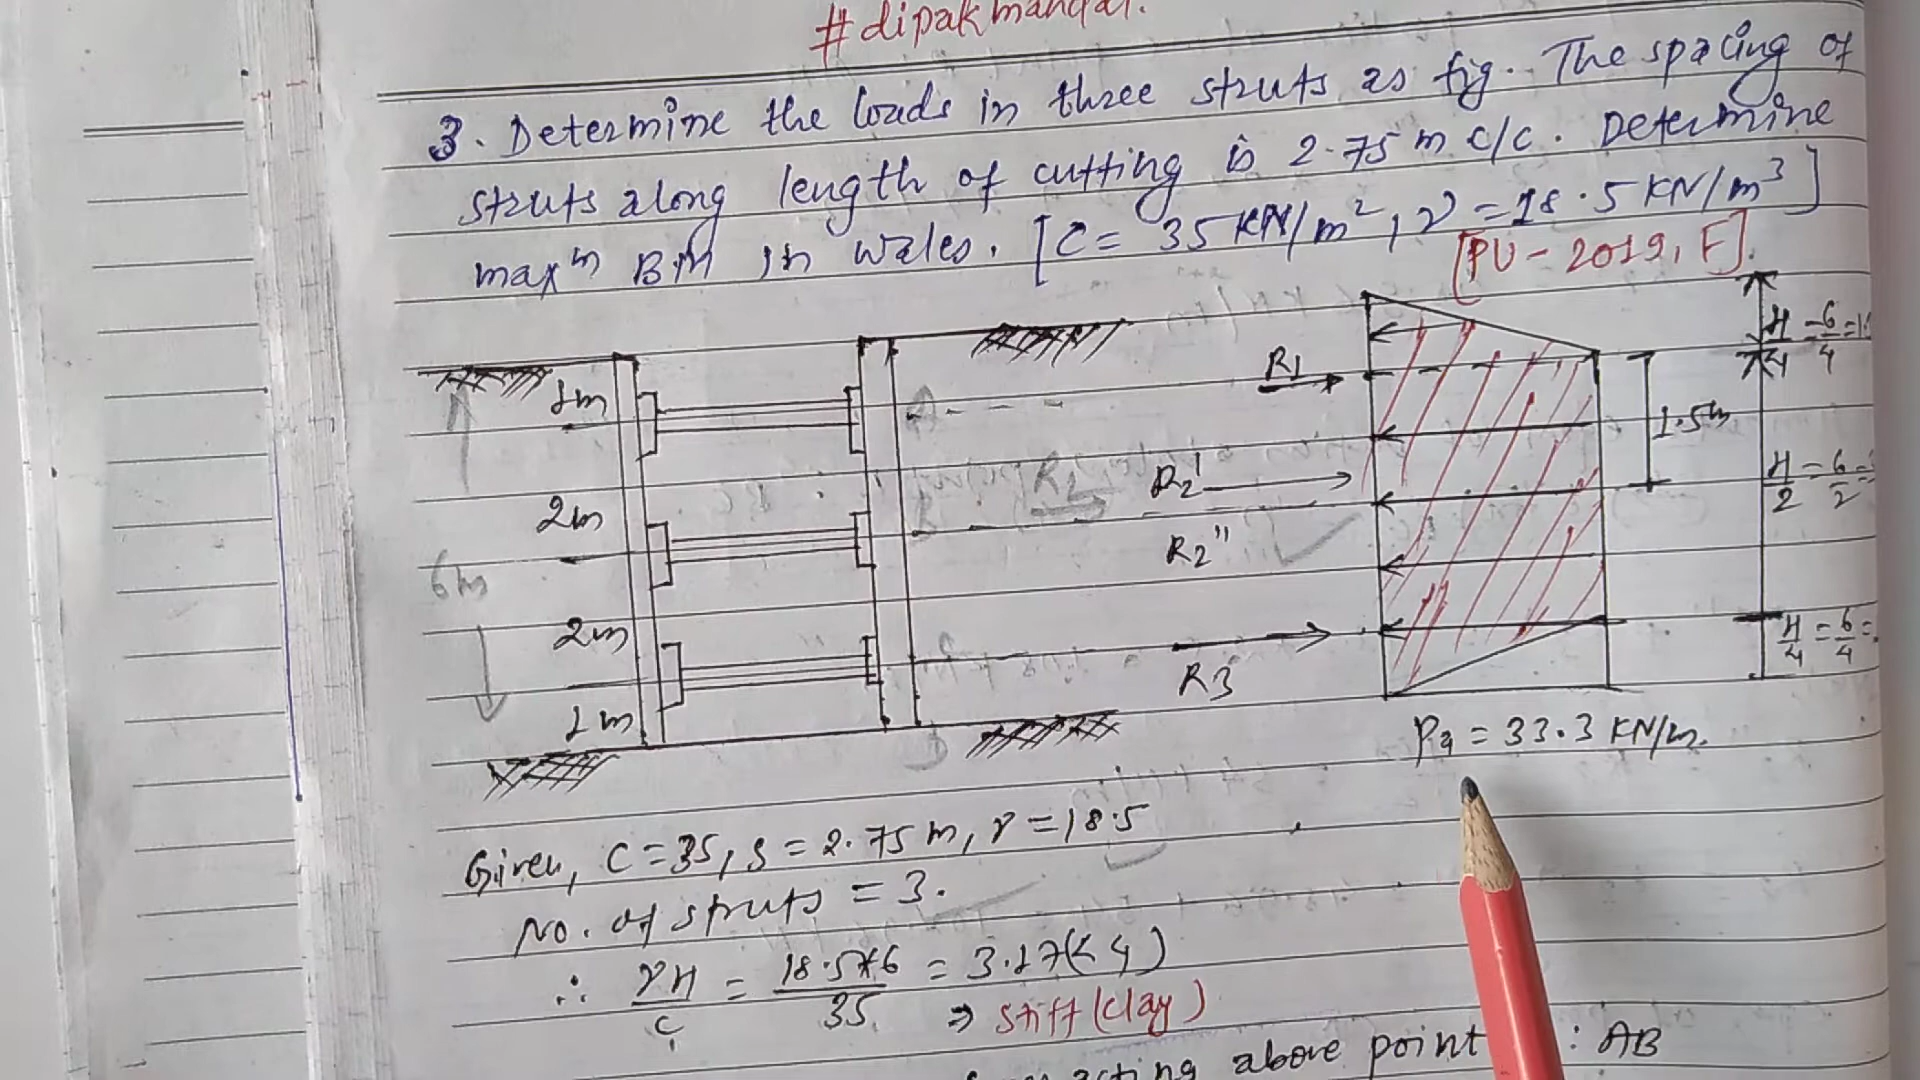 #dipakmandal.
3. Determine the loads in three struts as fig. The spacing of
struts along length of cutting is 2.75 m c/c. Determine
maxm BM in Wales. [C = 35 KN/m², γ = 18.5 KN/m³]
[PU - 2019, F].
1m
2m
6m
2m
1m
R1
R2'
R2"
R3
1.5m
H/4 = 6/4 = 1.
H/2 = 6/2 =
H/4 = 6/4 =
Pa = 33.3 KN/m.
Given, C = 35, S = 2.75 m, γ = 18.5
No. of struts = 3.
∴ γH/C = 18.5*6/35 = 3.17(< 4)
⇒ stiff (clay)
acting above point : AB